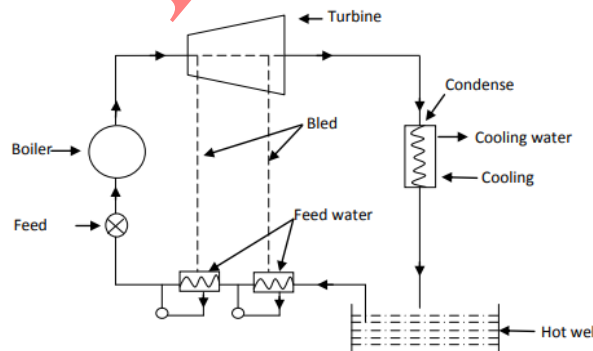 Turbine
Condense
Bled
Cooling water
Boiler
Cooling
Feed water
Feed
Hot wel